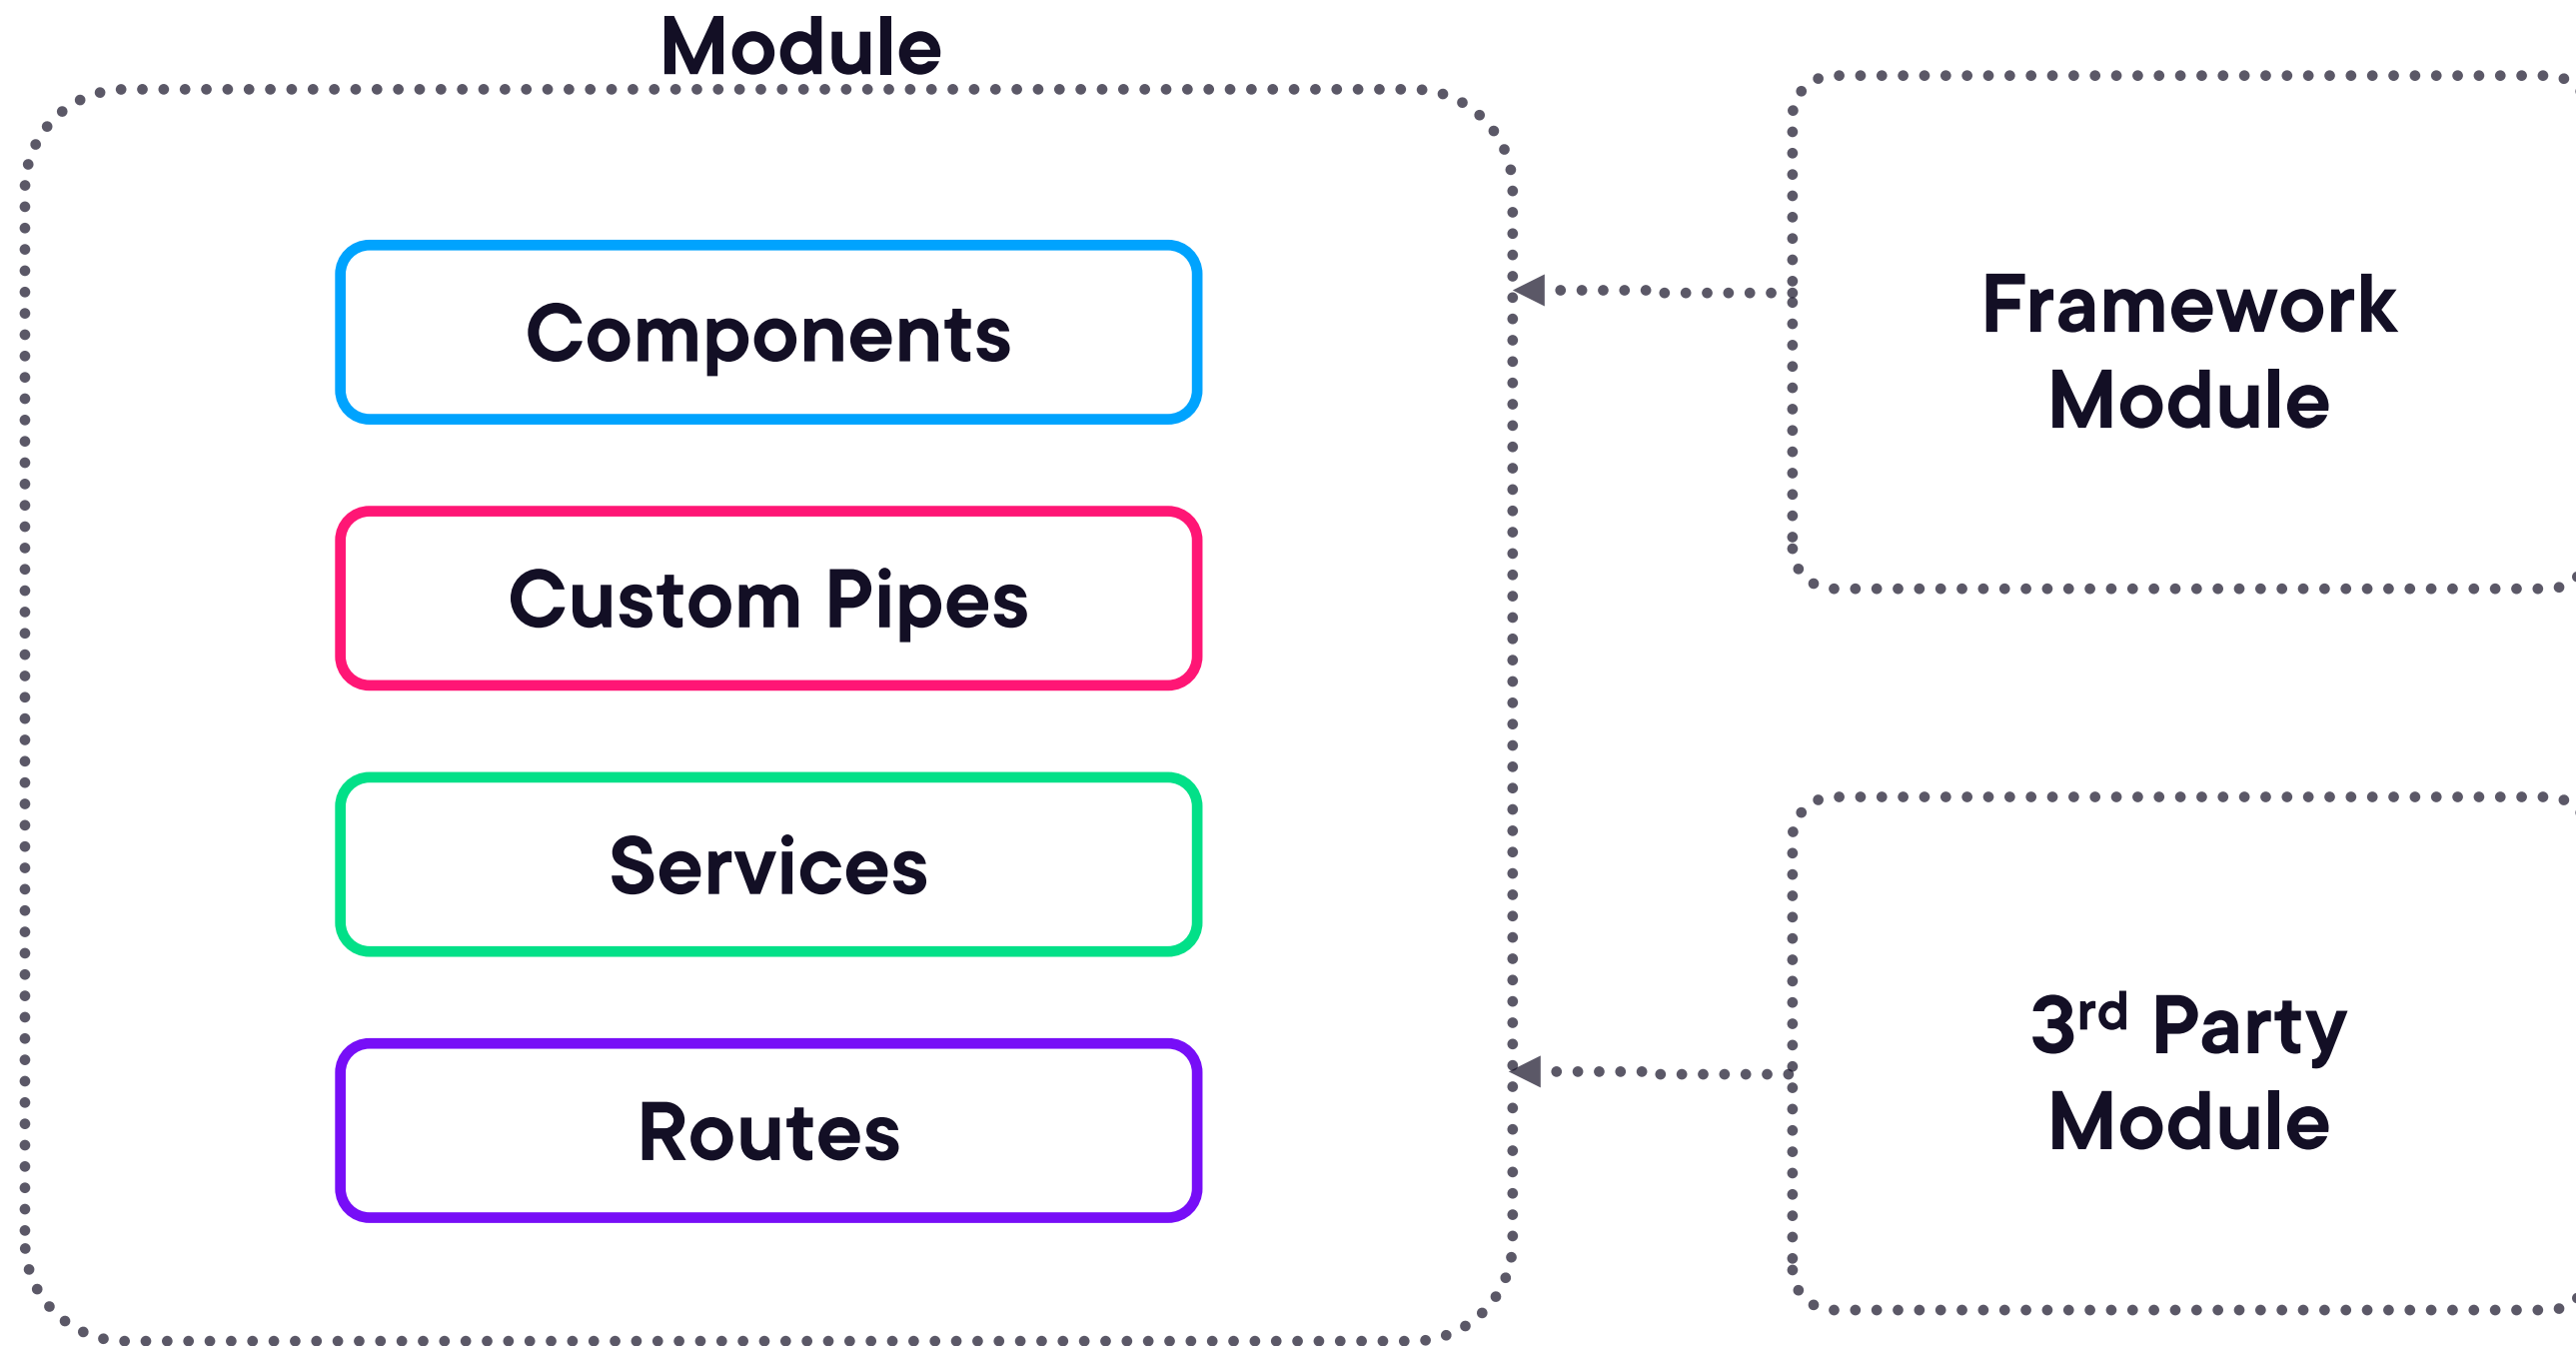 Module
Components
Custom Pipes
Services
Routes
Framework
Module
3rd Party
Module